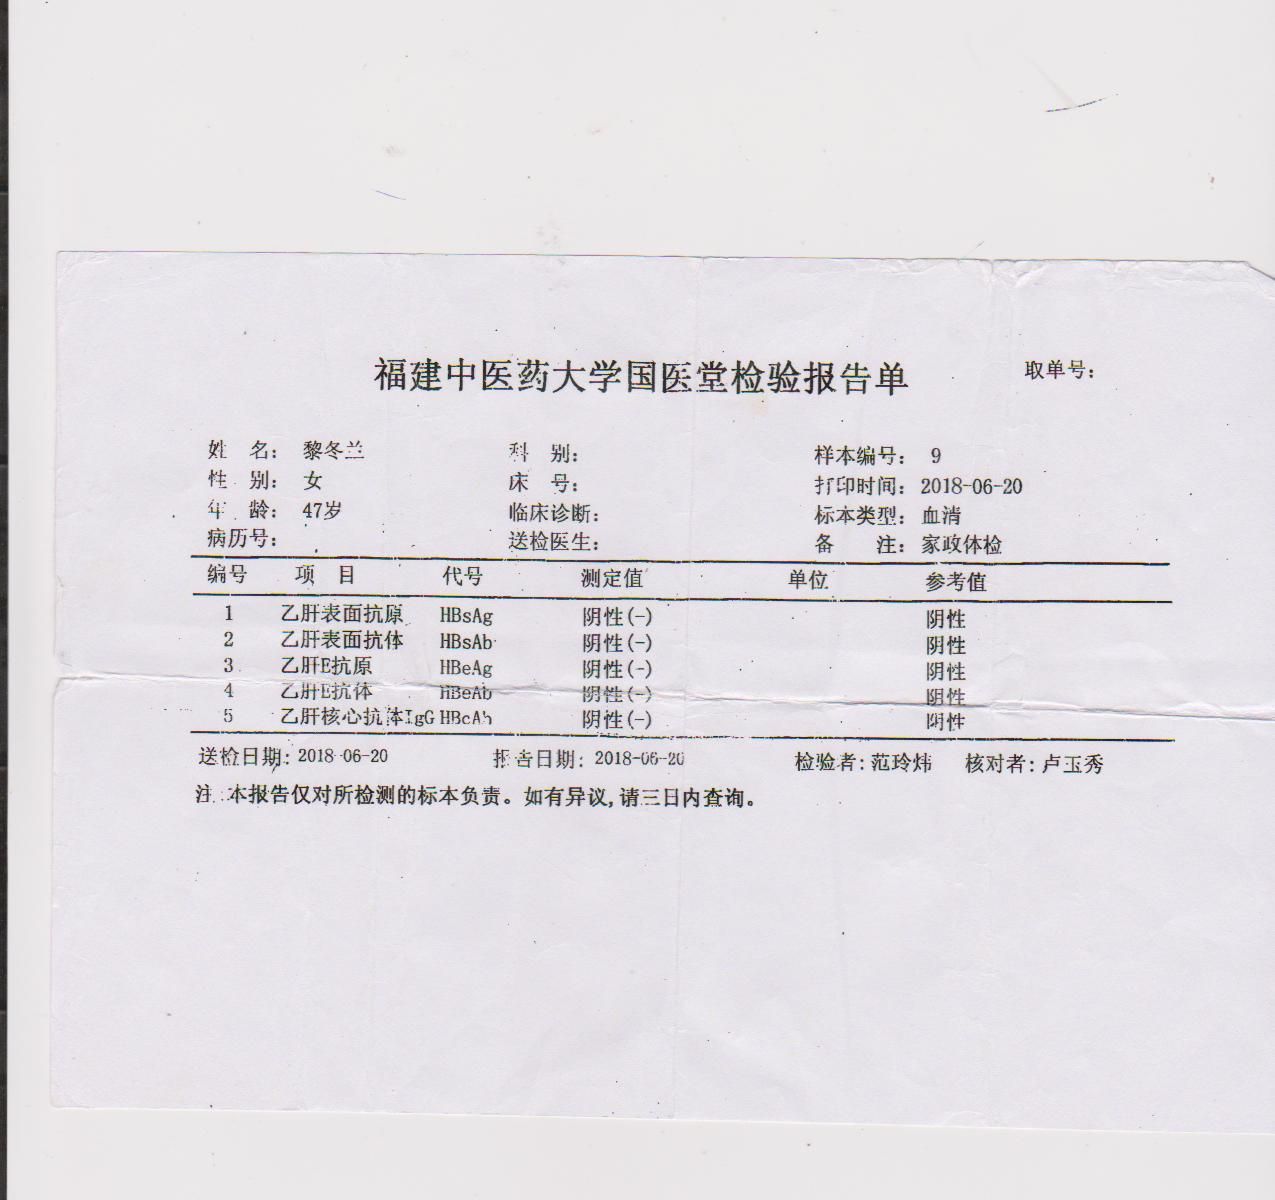 福建中医药大学国医堂检验报告单 取单号:
姓 名: 黎冬兰 科 别: 样本编号: 9
性 别: 女 床 号: 打印时间: 2018-06-20
年 龄: 47岁 临床诊断: 标本类型: 血清
病历号: 送检医生: 备 注: 家政体检
编号 项 目 代号 测定值 单位 参考值
1 乙肝表面抗原 HBsAg 阴性(-) 阴性
2 乙肝表面抗体 HBsAb 阴性(-) 阴性
3 乙肝E抗原 HBeAg 阴性(-) 阴性
4 乙肝E抗体 HBeAb 阴性(-) 阴性
5 乙肝核心抗体IgG HBcAb 阴性(-) 阴性
送检日期: 2018-06-20 报告日期: 2018-06-20 检验者: 范玲炜 核对者: 卢玉秀
注:本报告仅对所检测的标本负责。如有异议,请三日内查询。